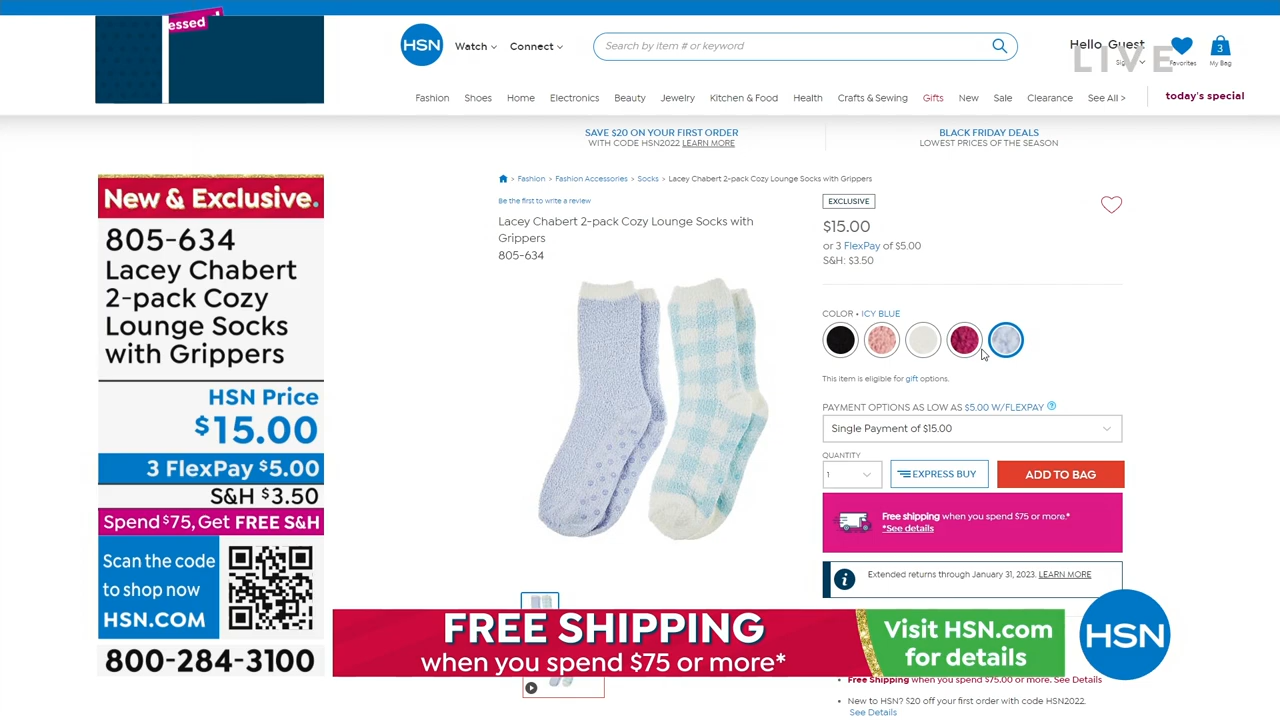 essed
HSN
Watch
Connect
Search by item # or keyword
Hello, Guest
LIVE
Favorites
3
My Bag
Fashion
Shoes
Home
Electronics
Beauty
Jewelry
Kitchen & Food
Health
Crafts & Sewing
Gifts
New
Sale
Clearance
See All >
today's special
SAVE $20 ON YOUR FIRST ORDER
WITH CODE HSN2022 LEARN MORE
BLACK FRIDAY DEALS
LOWEST PRICES OF THE SEASON
New & Exclusive.
805-634
Lacey Chabert
2-pack Cozy
Lounge Socks
with Grippers
HSN Price
$15.00
3 FlexPay $5.00
S&H $3.50
Spend $75, Get FREE S&H
Scan the code
to shop now
HSN.COM
800-284-3100
> Fashion > Fashion Accessories > Socks > Lacey Chabert 2-pack Cozy Lounge Socks with Grippers
Be the first to write a review
Lacey Chabert 2-pack Cozy Lounge Socks with
Grippers
805-634
EXCLUSIVE
$15.00
or 3 FlexPay of $5.00
S&H: $3.50
COLOR • ICY BLUE
This item is eligible for gift options.
PAYMENT OPTIONS AS LOW AS $5.00 W/FLEXPAY ?
Single Payment of $15.00
QUANTITY
1
EXPRESS BUY
ADD TO BAG
Free shipping when you spend $75 or more.*
*See details
Extended returns through January 31, 2023. LEARN MORE
FREE SHIPPING
when you spend $75 or more*
Visit HSN.com
for details
HSN
• Free Shipping when you spend $75.00 or more. See Details
• New to HSN? $20 off your first order with code HSN2022.
See Details